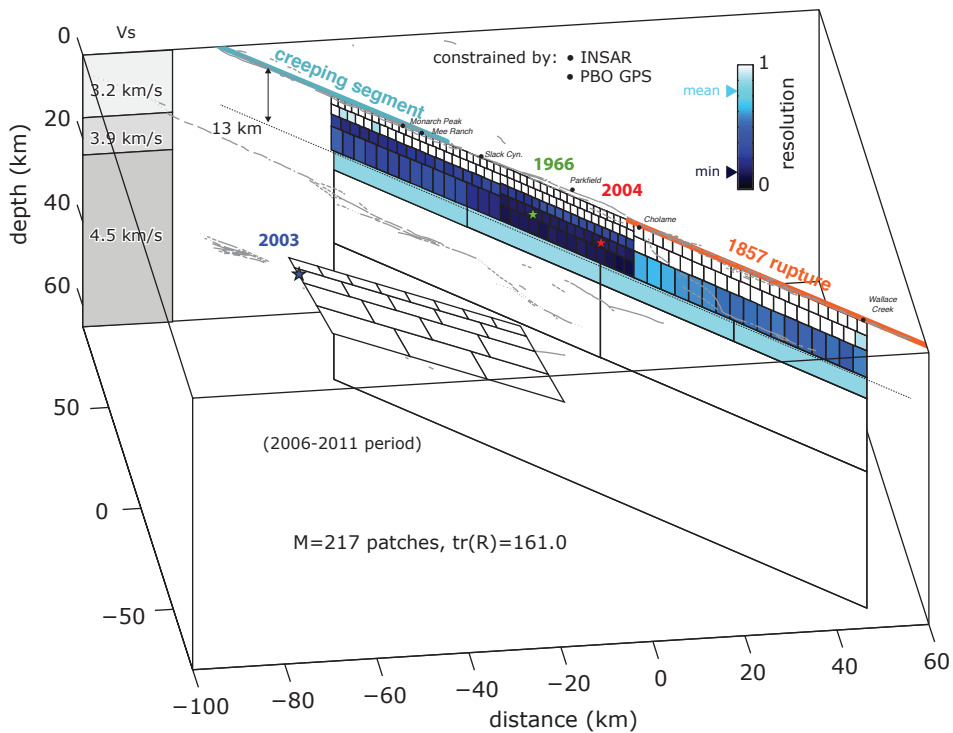 Vs
0
20
40
60
depth (km)
3.2 km/s
3.9 km/s
4.5 km/s
creeping segment
13 km
constrained by: • INSAR
• PBO GPS
1
mean
min
0
resolution
Monarch Peak
Mee Ranch
Slack Cyn.
1966
Parkfield
2004
Cholame
1857 rupture
Wallace
Creek
2003
(2006-2011 period)
M=217 patches, tr(R)=161.0
50
0
−50
−100
−80
−60
−40
−20
0
20
40
60
distance (km)